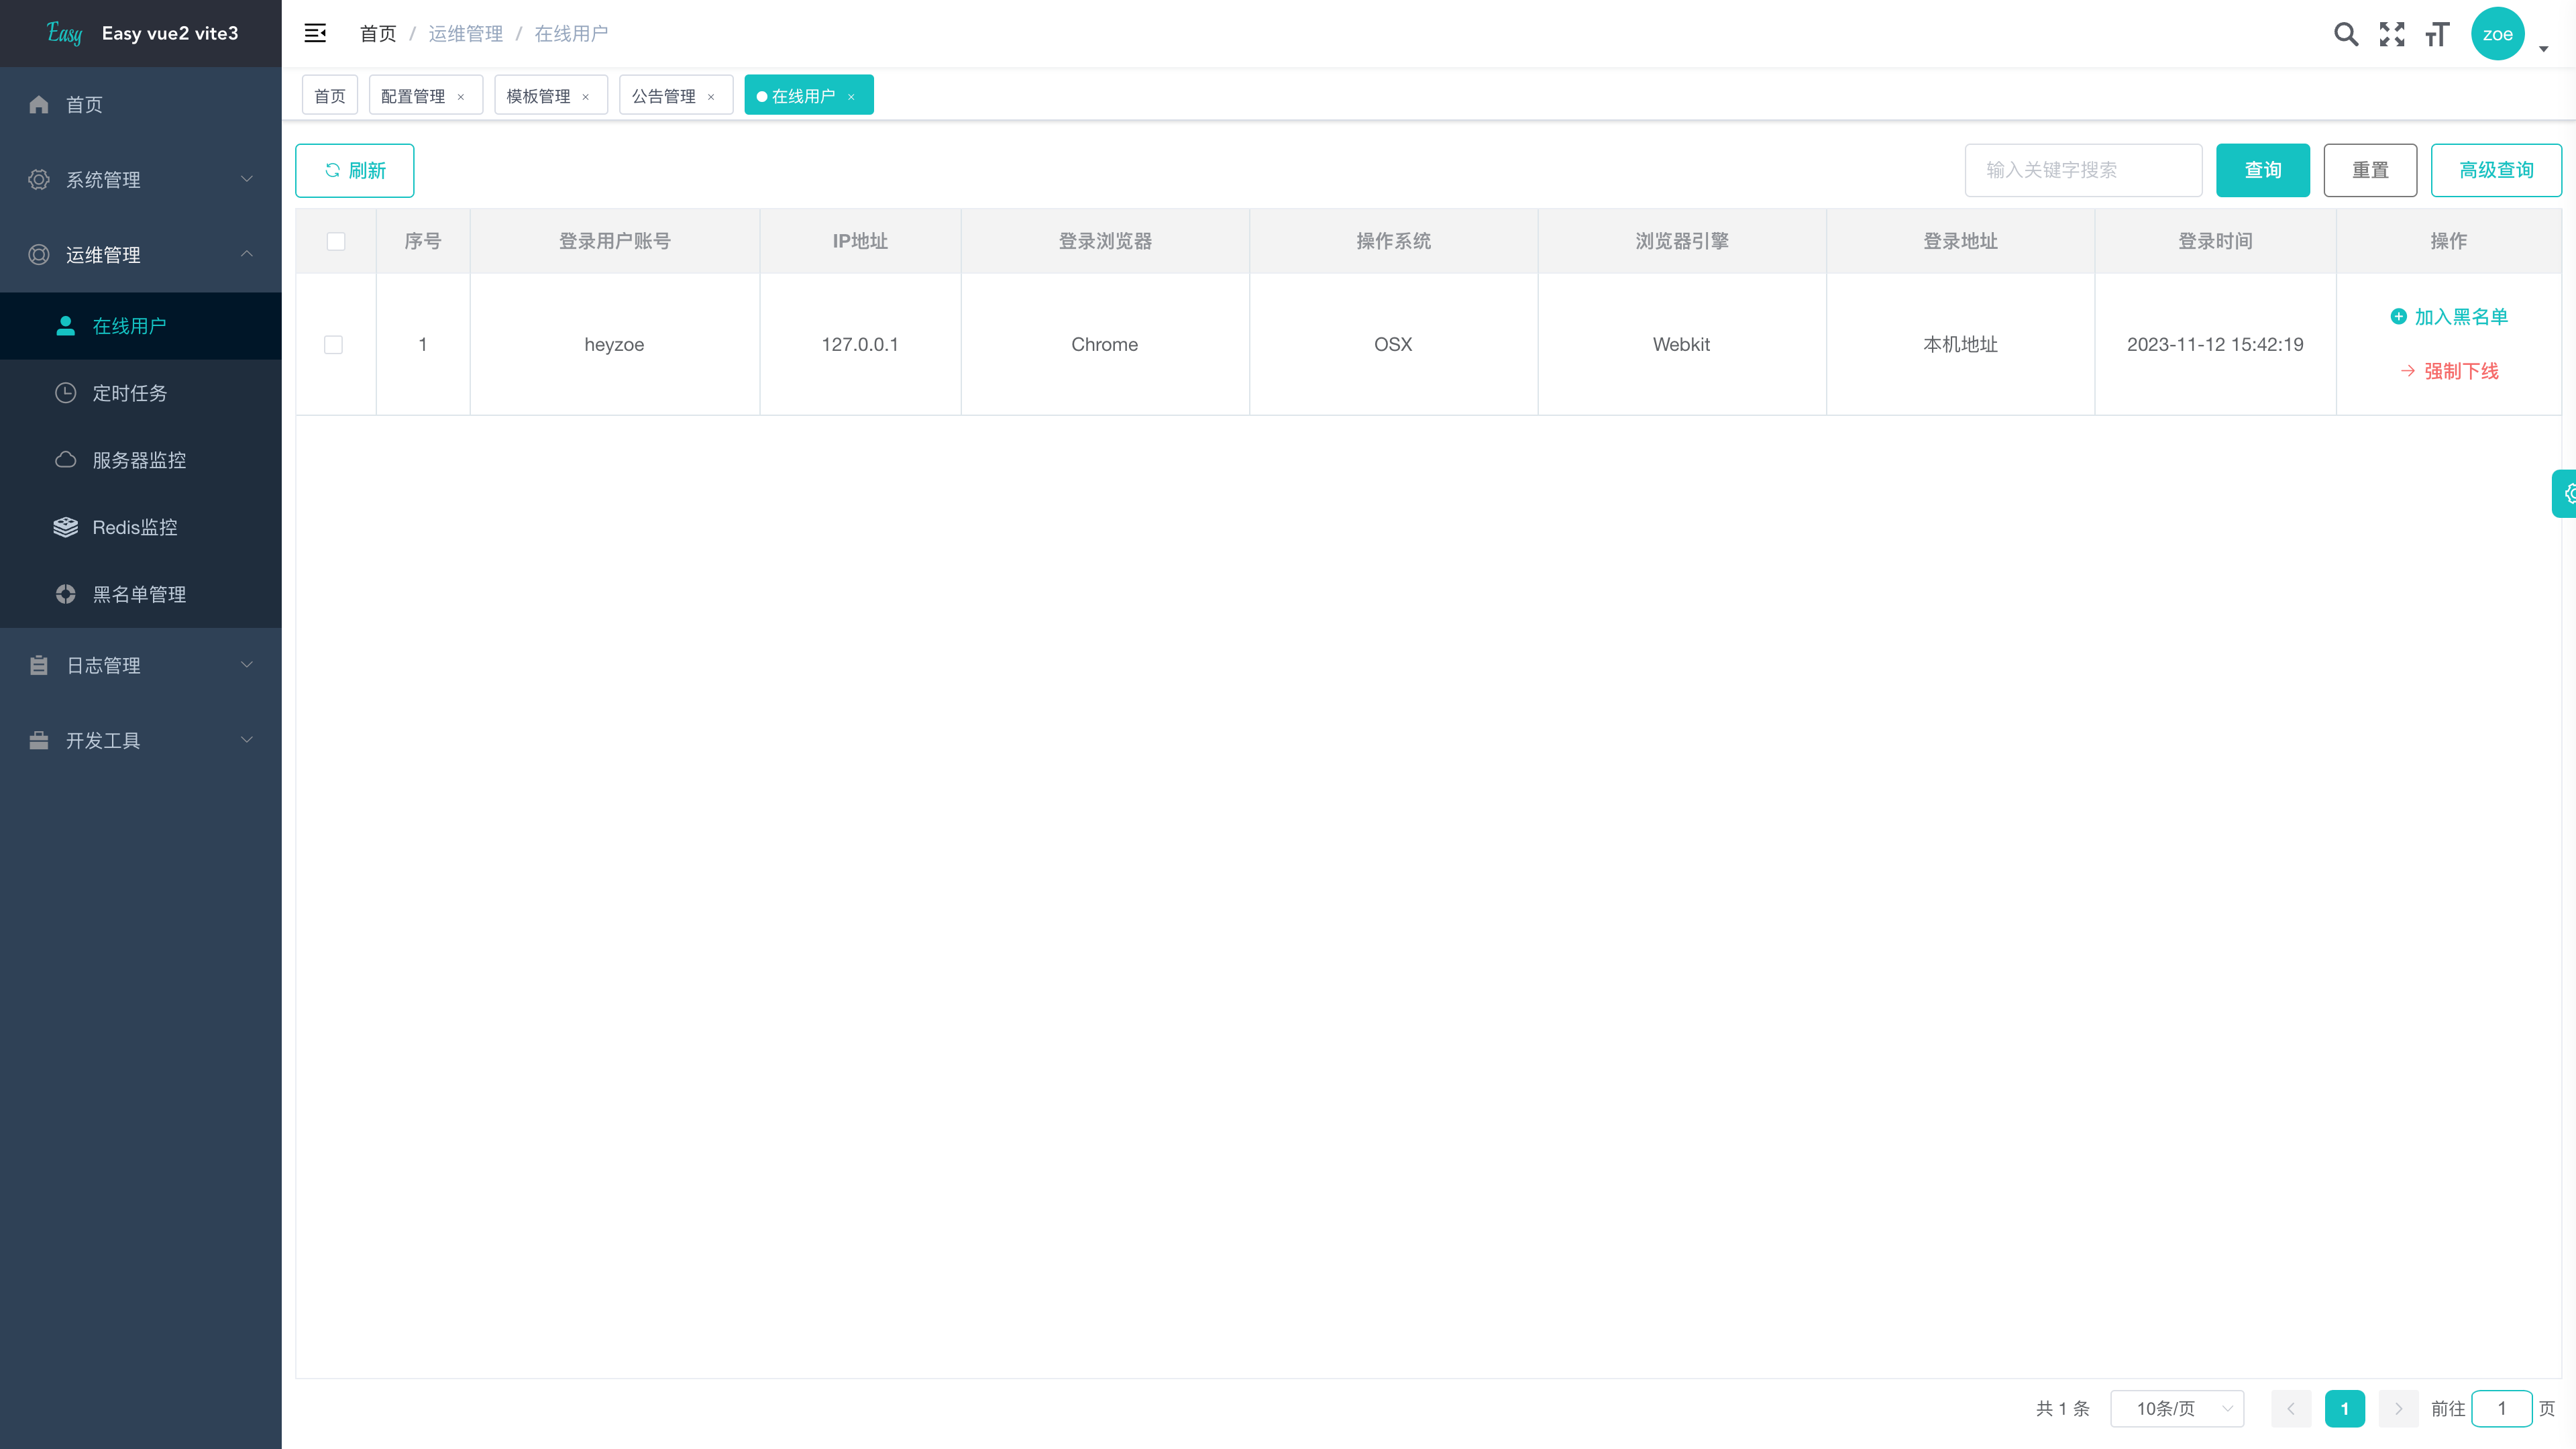 Easy Easy vue2 vite3
首页 / 运维管理 / 在线用户
zoe
首页
系统管理
运维管理
在线用户
定时任务
服务器监控
Redis监控
黑名单管理
日志管理
开发工具
首页 配置管理 × 模板管理 × 公告管理 × 在线用户 ×
刷新 输入关键字搜索 查询 重置 高级查询
序号 登录用户账号 IP地址 登录浏览器 操作系统 浏览器引擎 登录地址 登录时间 操作
1 heyzoe 127.0.0.1 Chrome OSX Webkit 本机地址 2023-11-12 15:42:19 加入黑名单
强制下线
共 1 条 10条/页 1 前往 1 页